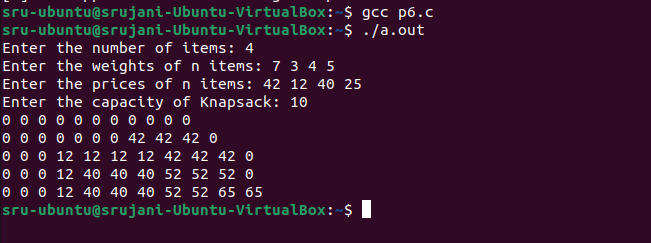 sru-ubuntu@srujani-Ubuntu-VirtualBox:~$ gcc p6.c
sru-ubuntu@srujani-Ubuntu-VirtualBox:~$ ./a.out
Enter the number of items: 4
Enter the weights of n items: 7 3 4 5
Enter the prices of n items: 42 12 40 25
Enter the capacity of Knapsack: 10
0 0 0 0 0 0 0 0 0 0 0
0 0 0 0 0 0 0 42 42 42 0
0 0 0 12 12 12 12 42 42 42 0
0 0 0 12 40 40 40 52 52 52 0
0 0 0 12 40 40 40 52 52 65 65
sru-ubuntu@srujani-Ubuntu-VirtualBox:~$